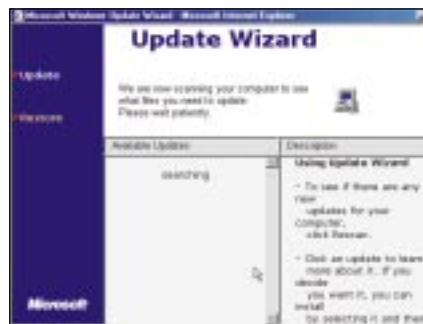 Microsoft Windows Update Wizard - Microsoft Internet Explorer
Update Wizard
Update
Restore
We are now scanning your computer to see
what files you need to update.
Please wait patiently.
Available Updates
Description
searching
Using Update Wizard
- To see if there are any
new
updates for your
computer,
click Rescan.
- Click an update to learn
more about it. If you
decide
you want it, you can
install
by selecting it and then
Microsoft